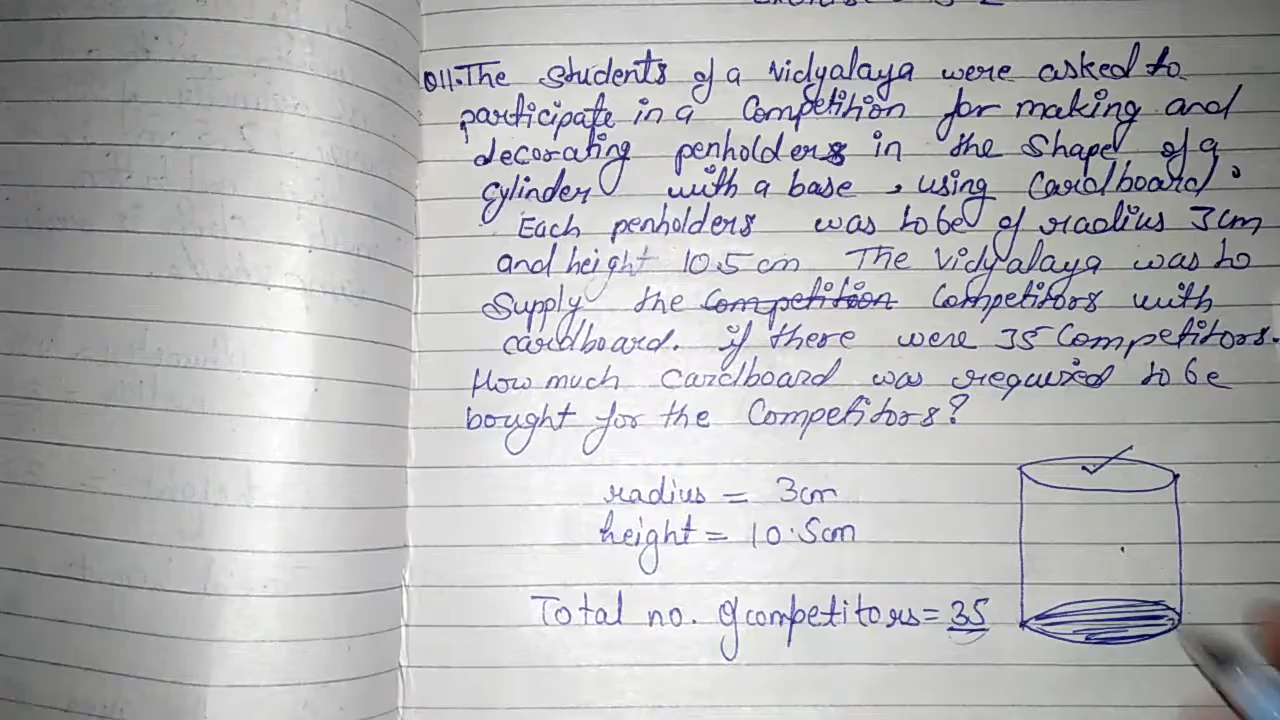 Q11. The students of a Vidyalaya were asked to
participate in a Competition for making and
decorating penholders in the shape of a
cylinder with a base, using Cardboard.
Each penholders was to be of radius 3cm
and height 10.5 cm The Vidyalaya was to
Supply the competition Competitors with
cardboard. if there were 35 Competitors.
How much cardboard was required to be
bought for the Competitors?
radius = 3cm
height = 10.5cm
Total no. of competitors = 35